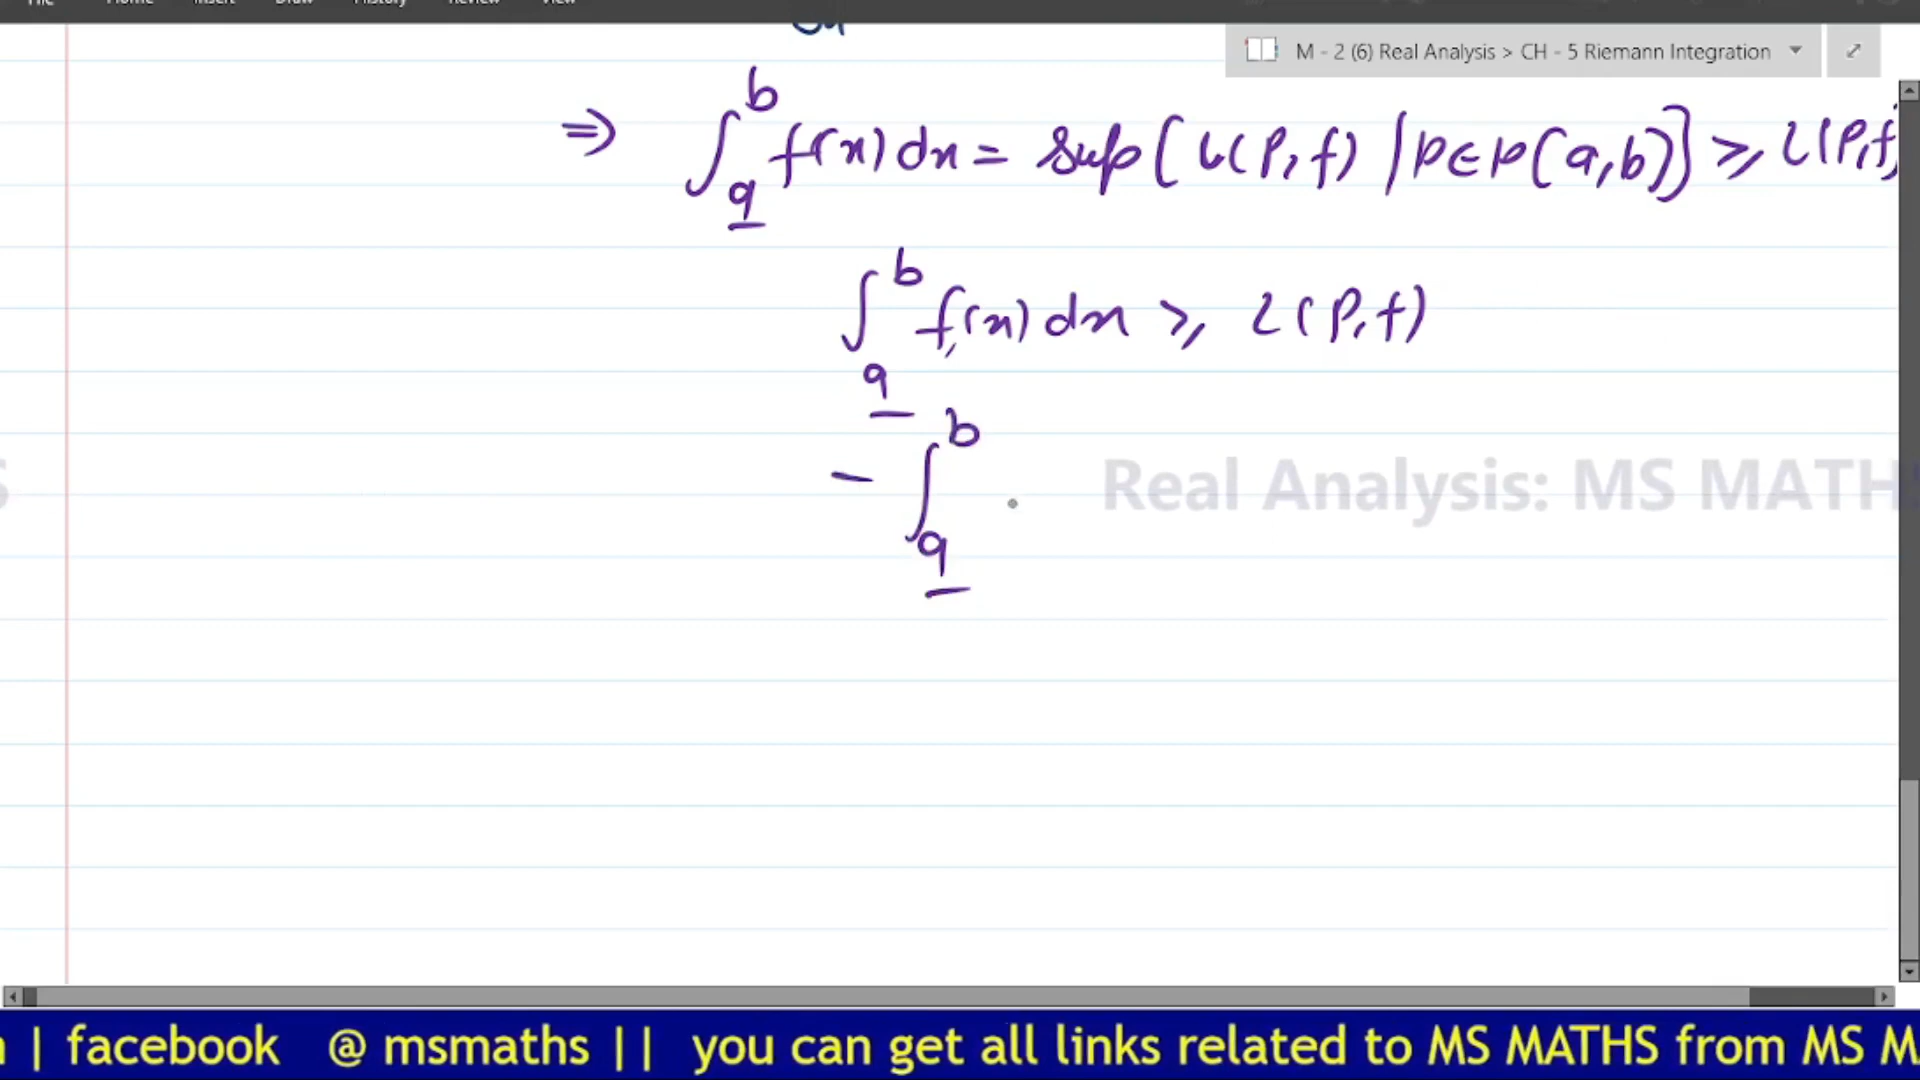 M - 2 (6) Real Analysis > CH - 5 Riemann Integration
⇒ ∫_a^b f(x) dx = sup{ L(P, f) / P ∈ P(a, b)} ≥ L(P, f)
∫_a^b f(x) dx ≥ L(P, f)
- ∫_a^b
Real Analysis: MS MATHS
| facebook @ msmaths || you can get all links related to MS MATHS from MS M